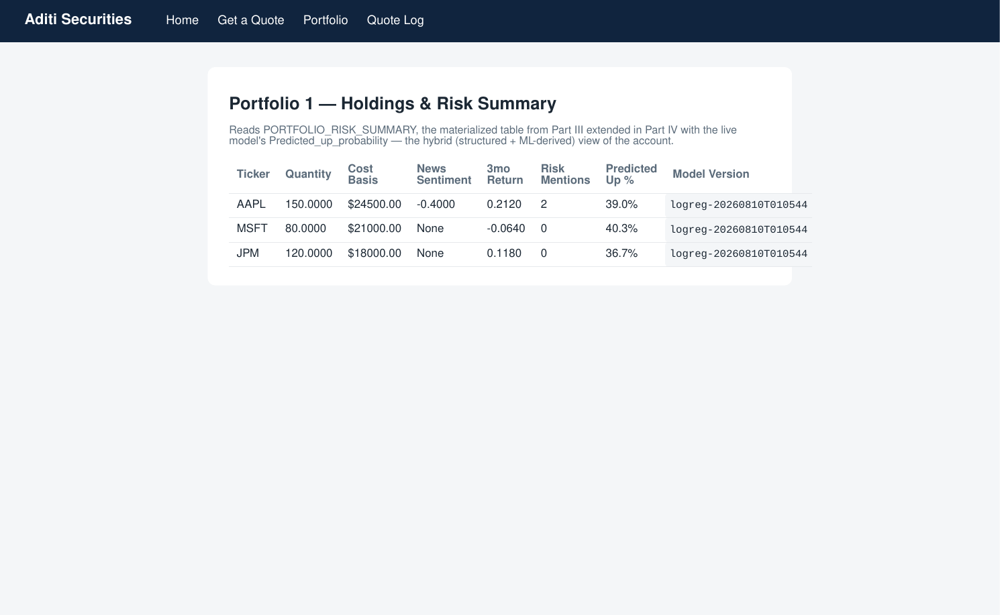 Aditi Securities Home Get a Quote Portfolio Quote Log
Portfolio 1 — Holdings & Risk Summary
Reads PORTFOLIO_RISK_SUMMARY, the materialized table from Part III extended in Part IV with the live
model's Predicted_up_probability — the hybrid (structured + ML-derived) view of the account.
Ticker Quantity Cost Basis News Sentiment 3mo Return Risk Mentions Predicted Up % Model Version
AAPL 150.0000 $24500.00 -0.4000 0.2120 2 39.0% logreg-20260810T010544
MSFT 80.0000 $21000.00 None -0.0640 0 40.3% logreg-20260810T010544
JPM 120.0000 $18000.00 None 0.1180 0 36.7% logreg-20260810T010544